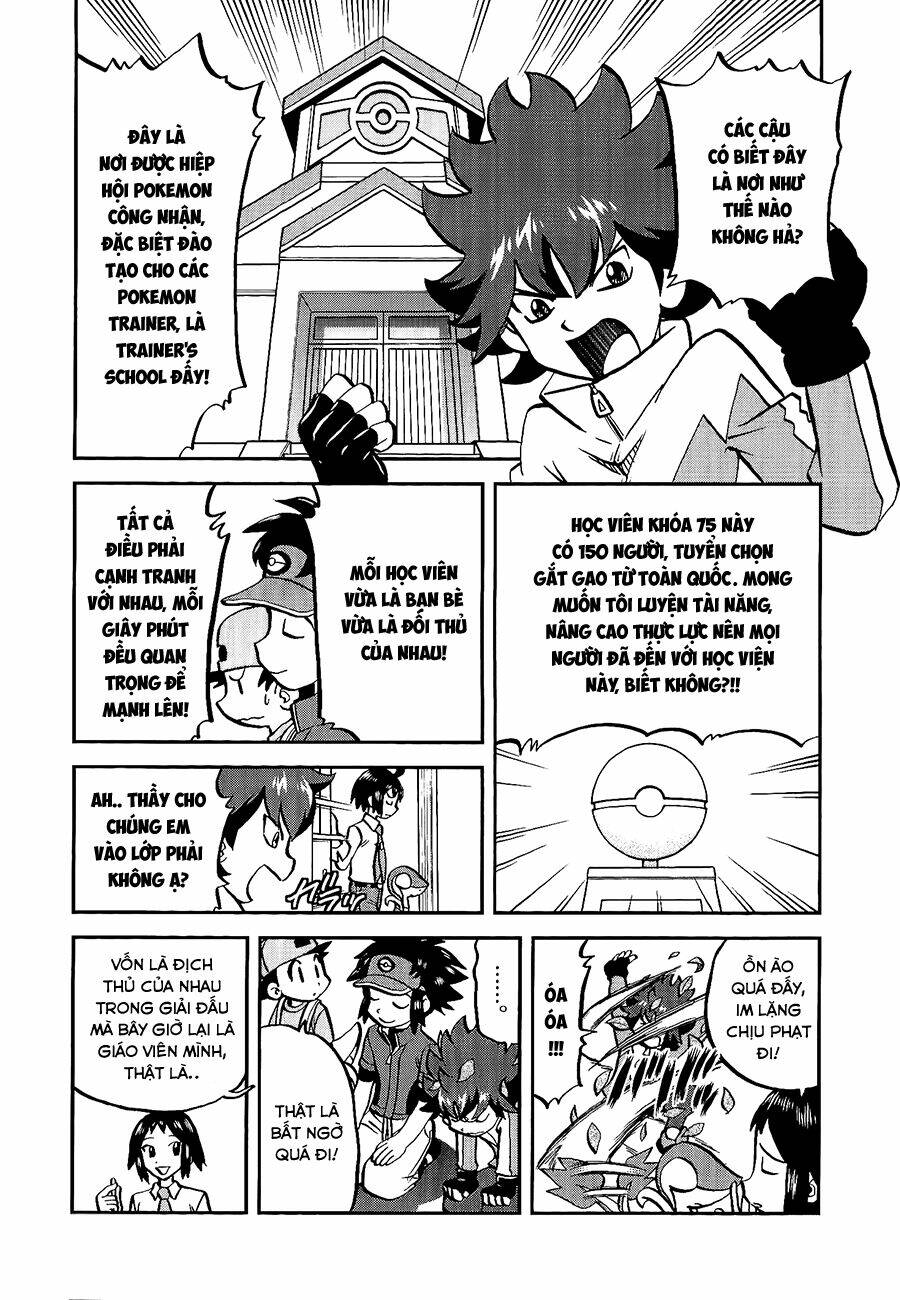 CÁC CẬU
CÓ BIẾT ĐÂY
LÀ NƠI NHƯ
THẾ NÀO
KHÔNG HẢ?
ĐÂY LÀ
NƠI ĐƯỢC HIỆP
HỘI POKEMON
CÔNG NHẬN,
ĐẶC BIỆT ĐÀO
TẠO CHO CÁC
POKEMON
TRAINER, LÀ
TRAINER'S
SCHOOL ĐẤY!
HỌC VIÊN KHÓA 75 NÀY
CÓ 150 NGƯỜI, TUYỂN CHỌN
GẮT GAO TỪ TOÀN QUỐC. MONG
MUỐN TÔI LUYỆN TÀI NĂNG,
NÂNG CAO THỰC LỰC NÊN MỌI
NGƯỜI ĐÃ ĐẾN VỚI HỌC VIỆN
NÀY, BIẾT KHÔNG?!!
MỖI HỌC VIÊN
VỪA LÀ BẠN BÈ
VỪA LÀ ĐỐI THỦ
CỦA NHAU!
TẤT CẢ
ĐIỀU PHẢI
CẠNH TRANH
VỚI NHAU, MỖI
GIÂY PHÚT
ĐỀU QUAN
TRỌNG ĐỂ
MẠNH LÊN!
AH.. THẦY CHO
CHÚNG EM
VÀO LỚP PHẢI
KHÔNG Ạ?
ガラッ
ỒN ÀO
QUÁ ĐẤY,
IM LẶNG
CHỊU PHẠT
ĐI!
ÓA
ÓA
!!!
......
THẬT LÀ
BẤT NGỜ
QUÁ ĐI!
VỐN LÀ ĐỊCH
THỦ CỦA NHAU
TRONG GIẢI ĐẤU
MÀ BÂY GIỜ LẠI LÀ
GIÁO VIÊN MÌNH,
THẬT LÀ..